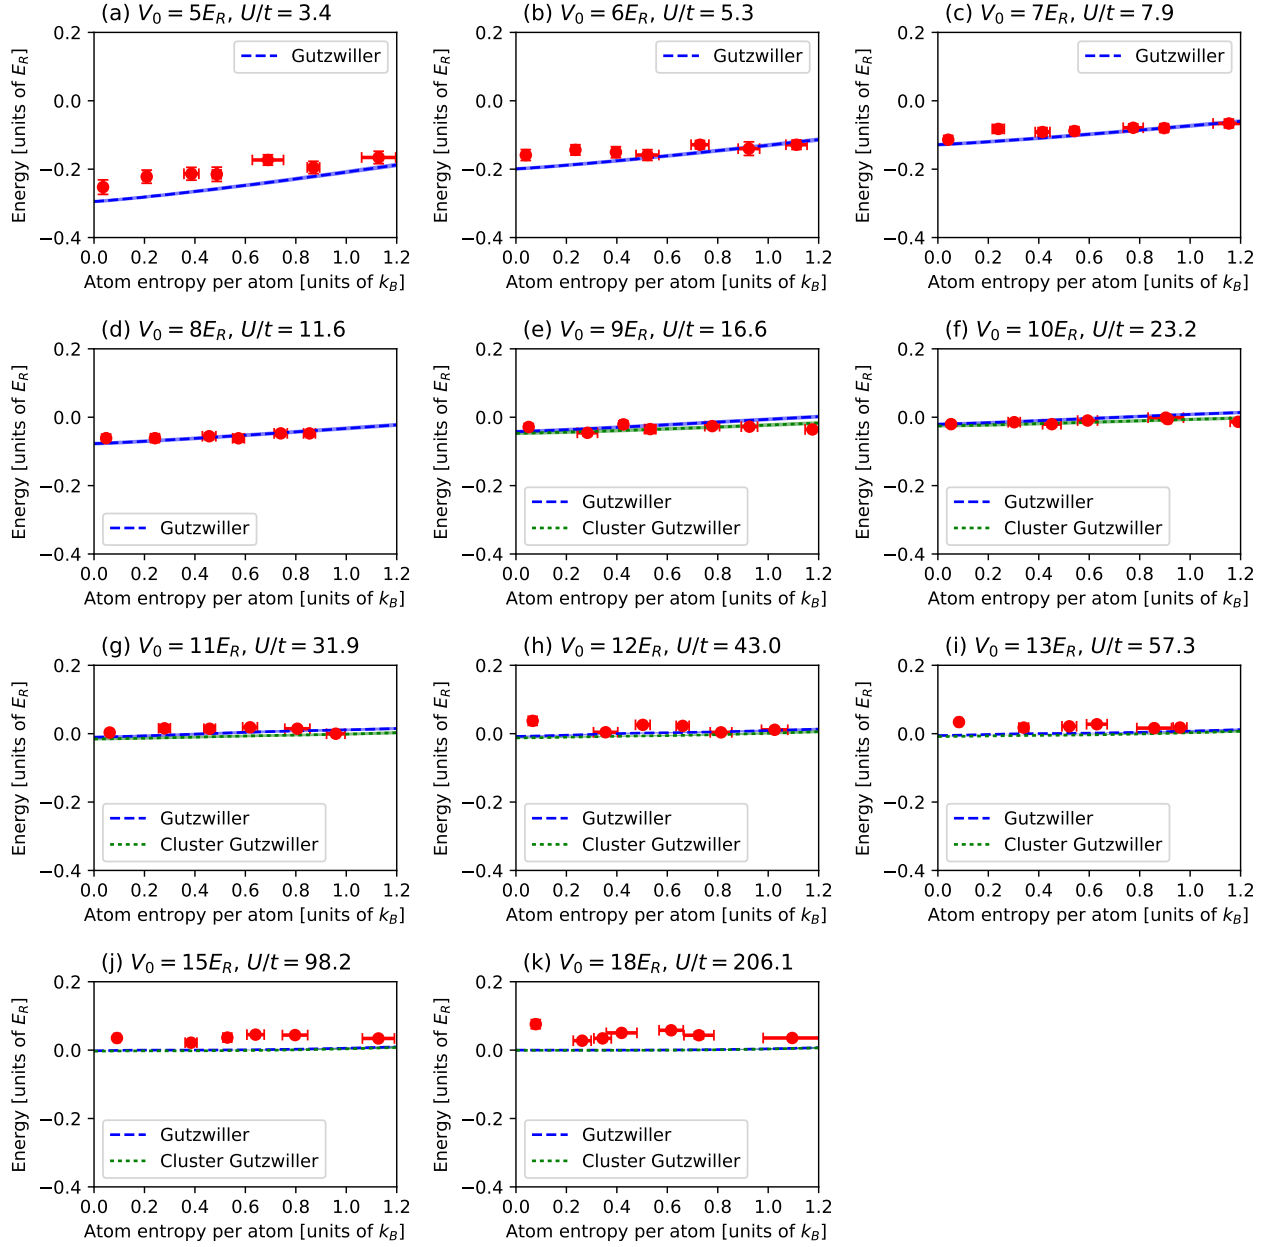 (a) V₀ = 5E_R, U/t = 3.4
Energy [units of E_R]
0.2
0.0
−0.2
−0.4
Gutzwiller
0.0 0.2 0.4 0.6 0.8 1.0 1.2
Atom entropy per atom [units of k_B]
(b) V₀ = 6E_R, U/t = 5.3
Energy [units of E_R]
0.2
0.0
−0.2
−0.4
Gutzwiller
0.0 0.2 0.4 0.6 0.8 1.0 1.2
Atom entropy per atom [units of k_B]
(c) V₀ = 7E_R, U/t = 7.9
Energy [units of E_R]
0.2
0.0
−0.2
−0.4
Gutzwiller
0.0 0.2 0.4 0.6 0.8 1.0 1.2
Atom entropy per atom [units of k_B]
(d) V₀ = 8E_R, U/t = 11.6
Energy [units of E_R]
0.2
0.0
−0.2
−0.4
Gutzwiller
0.0 0.2 0.4 0.6 0.8 1.0 1.2
Atom entropy per atom [units of k_B]
(e) V₀ = 9E_R, U/t = 16.6
Energy [units of E_R]
0.2
0.0
−0.2
−0.4
Gutzwiller
Cluster Gutzwiller
0.0 0.2 0.4 0.6 0.8 1.0 1.2
Atom entropy per atom [units of k_B]
(f) V₀ = 10E_R, U/t = 23.2
Energy [units of E_R]
0.2
0.0
−0.2
−0.4
Gutzwiller
Cluster Gutzwiller
0.0 0.2 0.4 0.6 0.8 1.0 1.2
Atom entropy per atom [units of k_B]
(g) V₀ = 11E_R, U/t = 31.9
Energy [units of E_R]
0.2
0.0
−0.2
−0.4
Gutzwiller
Cluster Gutzwiller
0.0 0.2 0.4 0.6 0.8 1.0 1.2
Atom entropy per atom [units of k_B]
(h) V₀ = 12E_R, U/t = 43.0
Energy [units of E_R]
0.2
0.0
−0.2
−0.4
Gutzwiller
Cluster Gutzwiller
0.0 0.2 0.4 0.6 0.8 1.0 1.2
Atom entropy per atom [units of k_B]
(i) V₀ = 13E_R, U/t = 57.3
Energy [units of E_R]
0.2
0.0
−0.2
−0.4
Gutzwiller
Cluster Gutzwiller
0.0 0.2 0.4 0.6 0.8 1.0 1.2
Atom entropy per atom [units of k_B]
(j) V₀ = 15E_R, U/t = 98.2
Energy [units of E_R]
0.2
0.0
−0.2
−0.4
Gutzwiller
Cluster Gutzwiller
0.0 0.2 0.4 0.6 0.8 1.0 1.2
Atom entropy per atom [units of k_B]
(k) V₀ = 18E_R, U/t = 206.1
Energy [units of E_R]
0.2
0.0
−0.2
−0.4
Gutzwiller
Cluster Gutzwiller
0.0 0.2 0.4 0.6 0.8 1.0 1.2
Atom entropy per atom [units of k_B]